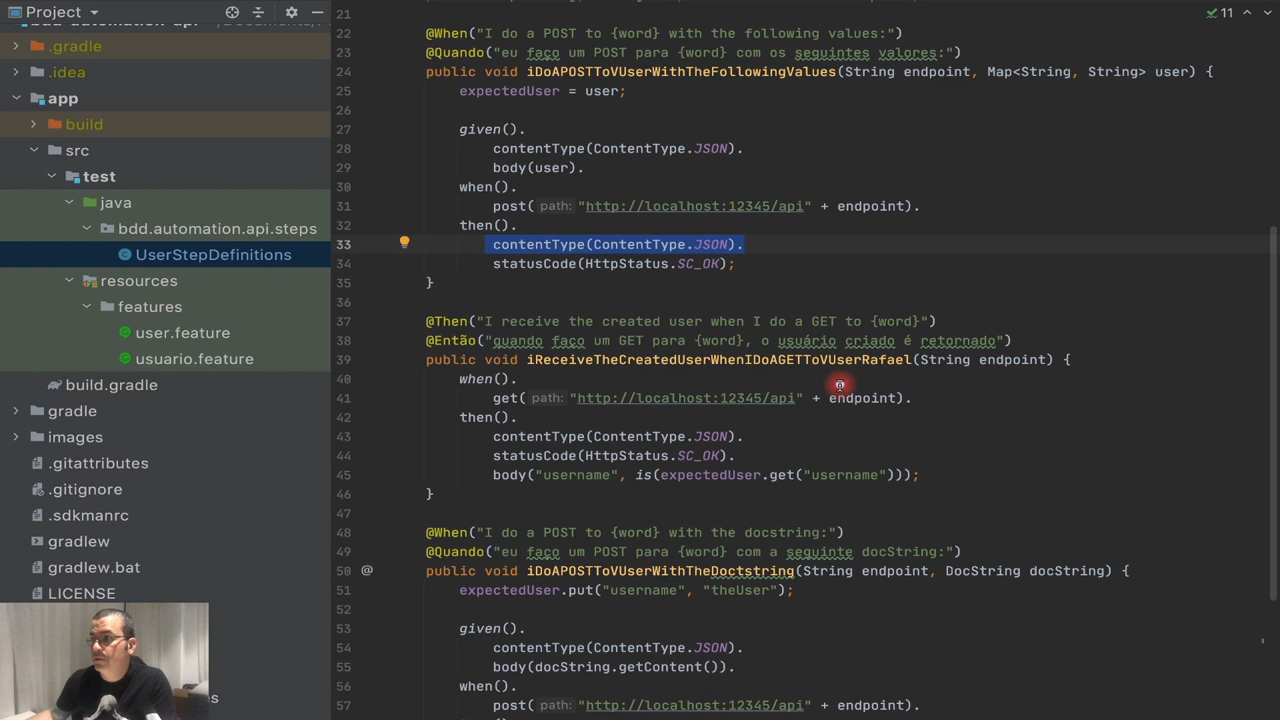 Project
bdd-automation-api
.gradle
.idea
app
build
src
test
java
bdd.automation.api.steps
UserStepDefinitions
resources
features
user.feature
usuario.feature
build.gradle
gradle
images
.gitattributes
.gitignore
.sdkmanrc
gradlew
gradlew.bat
LICENSE
11
21
22 @When("I do a POST to {word} with the following values:")
23 @Quando("eu faço um POST para {word} com os seguintes valores:")
24 public void iDoAPOSTToVUserWithTheFollowingValues(String endpoint, Map<String, String> user) {
25 expectedUser = user;
26
27 given().
28 contentType(ContentType.JSON).
29 body(user).
30 when().
31 post( path: "http://localhost:12345/api" + endpoint).
32 then().
33 contentType(ContentType.JSON).
34 statusCode(HttpStatus.SC_OK);
35 }
36
37 @Then("I receive the created user when I do a GET to {word}")
38 @Então("quando faço um GET para {word}, o usuário criado é retornado")
39 public void iReceiveTheCreatedUserWhenIDoAGETToVUserRafael(String endpoint) {
40 when().
41 get( path: "http://localhost:12345/api" + endpoint).
42 then().
43 contentType(ContentType.JSON).
44 statusCode(HttpStatus.SC_OK).
45 body("username", is(expectedUser.get("username")));
46 }
47
48 @When("I do a POST to {word} with the docstring:")
49 @Quando("eu faço um POST para {word} com a seguinte docString:")
50 @ public void iDoAPOSTToVUserWithTheDoctstring(String endpoint, DocString docString) {
51 expectedUser.put("username", "theUser");
52
53 given().
54 contentType(ContentType.JSON).
55 body(docString.getContent()).
56 when().
57 post( path: "http://localhost:12345/api" + endpoint).